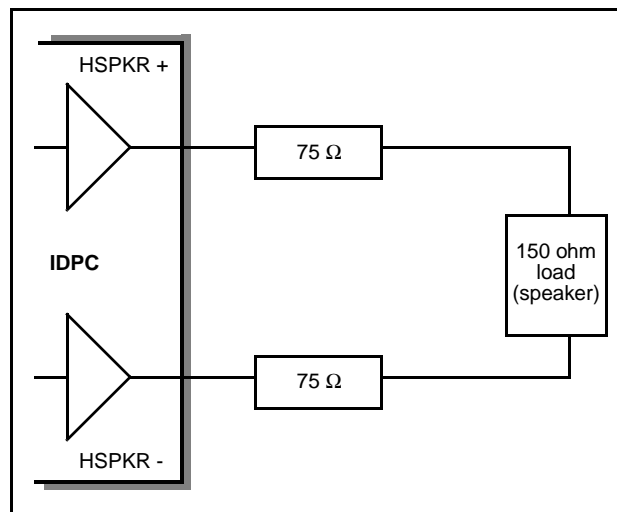 HSPKR +
75 Ω
150 ohm
load
(speaker)
IDPC
75 Ω
HSPKR -